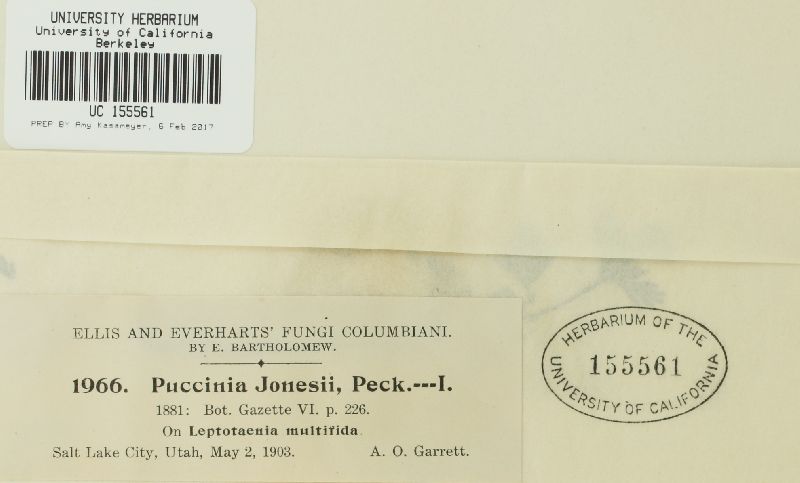 UNIVERSITY HERBARIUM
University of California
Berkeley
UC 155561
PREP BY Amy Kasameyer, 6 Feb 2017
ELLIS AND EVERHARTS' FUNGI COLUMBIANI.
BY E. BARTHOLOMEW.
1966. Puccinia Jonesii, Peck.---I.
1881: Bot. Gazette VI. p. 226.
On Leptotaenia multifida.
Salt Lake City, Utah, May 2, 1903. A. O. Garrett.
HERBARIUM OF THE
155561
UNIVERSITY OF CALIFORNIA